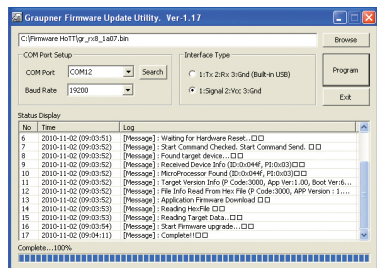 Graupner Firmware Update Utility. Ver-1.17
C:\Firmware HoTT\gr_rx8_1a07.bin
Browse
COM Port Setup
COM Port
COM12
Search
Baud Rate
19200
Interface Type
1:Tx 2:Rx 3:Gnd (Built-in USB)
1:Signal 2:Vcc 3:Gnd
Program
Exit
Status Display
No Time Log
6 2010-11-02 (09:03:51) [Message] : Waiting for Hardware Reset..□□
7 2010-11-02 (09:03:52) [Message] : Start Command Checked. Start Command Send. □□
8 2010-11-02 (09:03:52) [Message] : Found target device...□□
9 2010-11-02 (09:03:52) [Message] : Received Device Info (ID:0x044f, PI:0x03)□□
10 2010-11-02 (09:03:52) [Message] : MicroProcessor Found (ID:0x044f, PI:0x03)□□
11 2010-11-02 (09:03:52) [Message] : Target Version Info (P Code:3000, App Ver:1.00, Boot Ver:6...
12 2010-11-02 (09:03:52) [Message] : File Info Read From Hex File (P Code:3000, APP Version : 1....
13 2010-11-02 (09:03:52) [Message] : Application Firmware Download □□
14 2010-11-02 (09:03:53) [Message] : Reading HexFile □□
15 2010-11-02 (09:03:53) [Message] : Reading Target Data...□□
16 2010-11-02 (09:03:54) [Message] : Start Firmware upgrade...□□
17 2010-11-02 (09:04:11) [Message] : Complete!!□□
Complete...100%